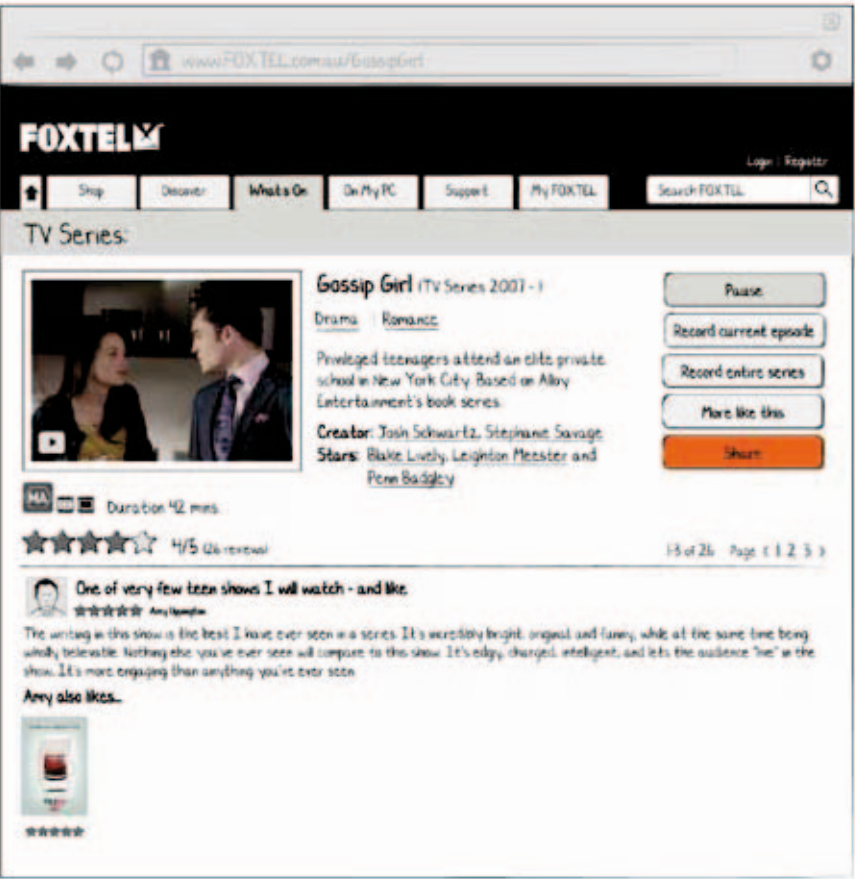 www.FOXTEL.com.au/GossipGirl
FOXTEL
Login | Register
Shop
Discover
What's On
On My PC
Support
My FOXTEL
Search FOXTEL
TV Series:
Gossip Girl (TV Series 2007 - )
Drama | Romance
Privileged teenagers attend an elite private
school in New York City. Based on Alloy
Entertainment's book series.
Creator: Josh Schwartz, Stephanie Savage
Stars: Blake Lively, Leighton Meester and
Penn Badgley
Pause
Record current episode
Record entire series
More like this
Share
MA
Duration 42 mins
4/5 (26 reviews)
1-3 of 26 Page < 1 2 3 >
One of very few teen shows I will watch - and like
Amy
The writing in this show is the best I have ever seen in a series. It's incredibly bright, original and funny, while at the same time being
wholly believable. Nothing else you've ever seen will compare to this show. It's edgy, charged, intelligent, and lets the audience "live" in the
show. It's more engaging than anything you've ever seen
Amy also likes...